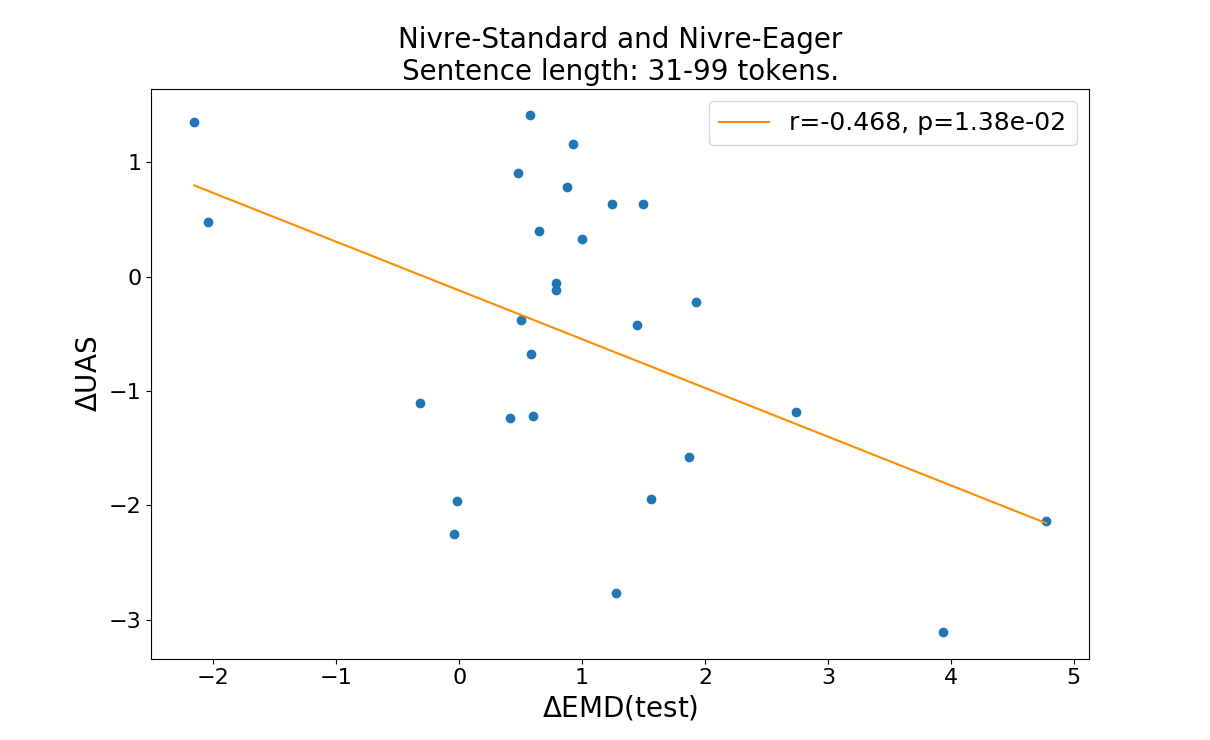 Nivre-Standard and Nivre-Eager
Sentence length: 31-99 tokens.
r=-0.468, p=1.38e-02
1
0
−1
−2
−3
ΔUAS
−2 −1 0 1 2 3 4 5
ΔEMD(test)